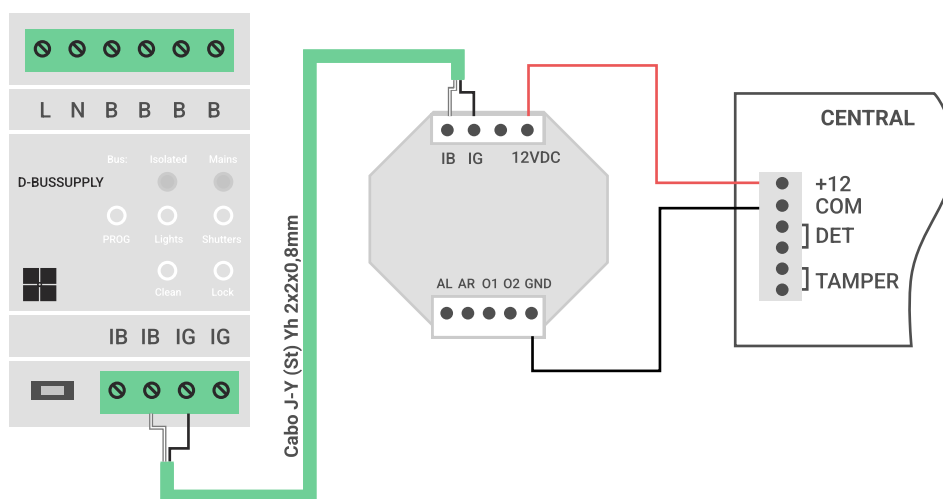 L N B B B B
Bus: Isolated Mains
D-BUSSUPPLY
PROG Lights Shutters
Clean Lock
IB IB IG IG
Cabo J-Y (St) Yh 2x2x0,8mm
IB IG 12VDC
AL AR O1 O2 GND
CENTRAL
+12
COM
DET
TAMPER